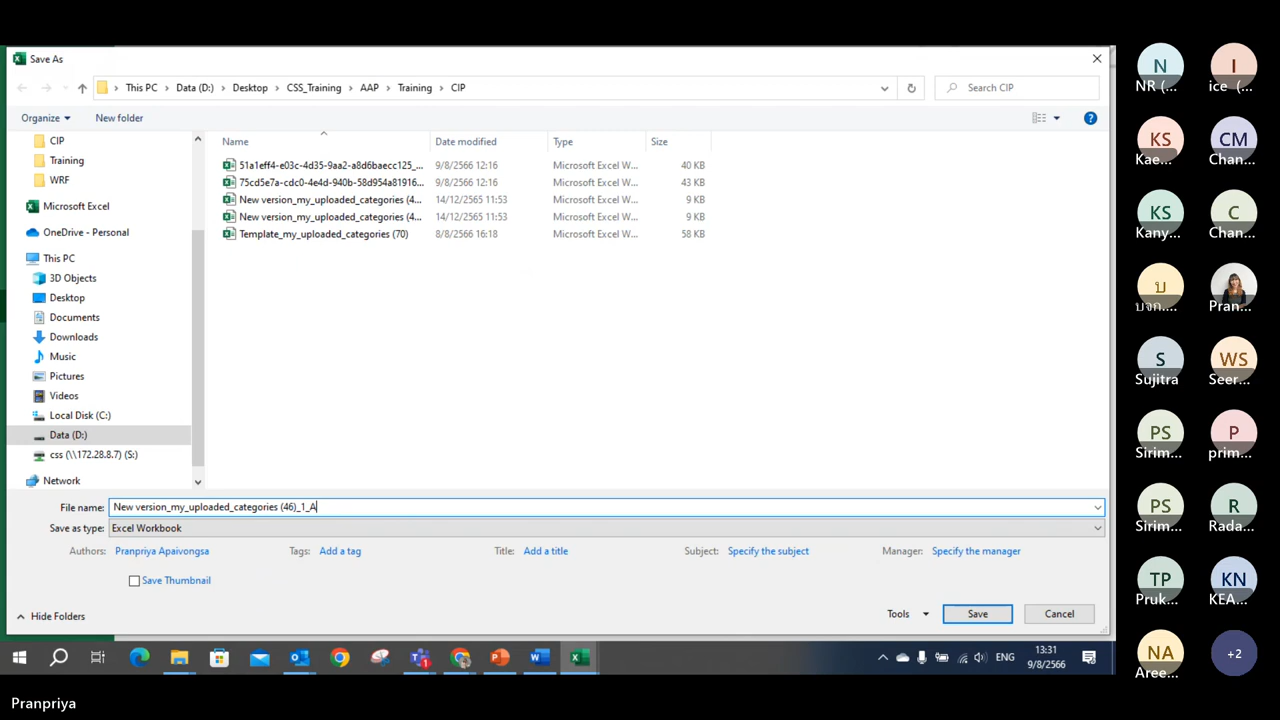 Save As
This PC > Data (D:) > Desktop > CSS_Training > AAP > Training > CIP
Search CIP
Organize
New folder
CIP
Training
WRF
Microsoft Excel
OneDrive - Personal
This PC
3D Objects
Desktop
Documents
Downloads
Music
Pictures
Videos
Local Disk (C:)
Data (D:)
css (\\172.28.8.7) (S:)
Network
Name Date modified Type Size
51a1eff4-e03c-4d35-9aa2-a8d6baecc125_... 9/8/2566 12:16 Microsoft Excel W... 40 KB
75cd5e7a-cdc0-4e4d-940b-58d954a81916... 9/8/2566 12:16 Microsoft Excel W... 43 KB
New version_my_uploaded_categories (4... 14/12/2565 11:53 Microsoft Excel W... 9 KB
New version_my_uploaded_categories (4... 14/12/2565 11:53 Microsoft Excel W... 9 KB
Template_my_uploaded_categories (70) 8/8/2566 16:18 Microsoft Excel W... 58 KB
File name: New version_my_uploaded_categories (46)_1_A
Save as type: Excel Workbook
Authors: Pranpriya Apaivongsa Tags: Add a tag Title: Add a title Subject: Specify the subject Manager: Specify the manager
Save Thumbnail
Hide Folders
Tools
Save
Cancel
ENG
13:31
9/8/2566
Pranpriya
N
NR (...
I
ice (...
KS
Kae...
CM
Chan...
KS
Kany...
C
Chan...
บ
บจก....
Pran...
S
Sujitra
WS
Seer...
PS
Sirim...
P
prim...
PS
Sirim...
R
Rada...
TP
Pruk...
KN
KEA...
NA
Aree...
+2